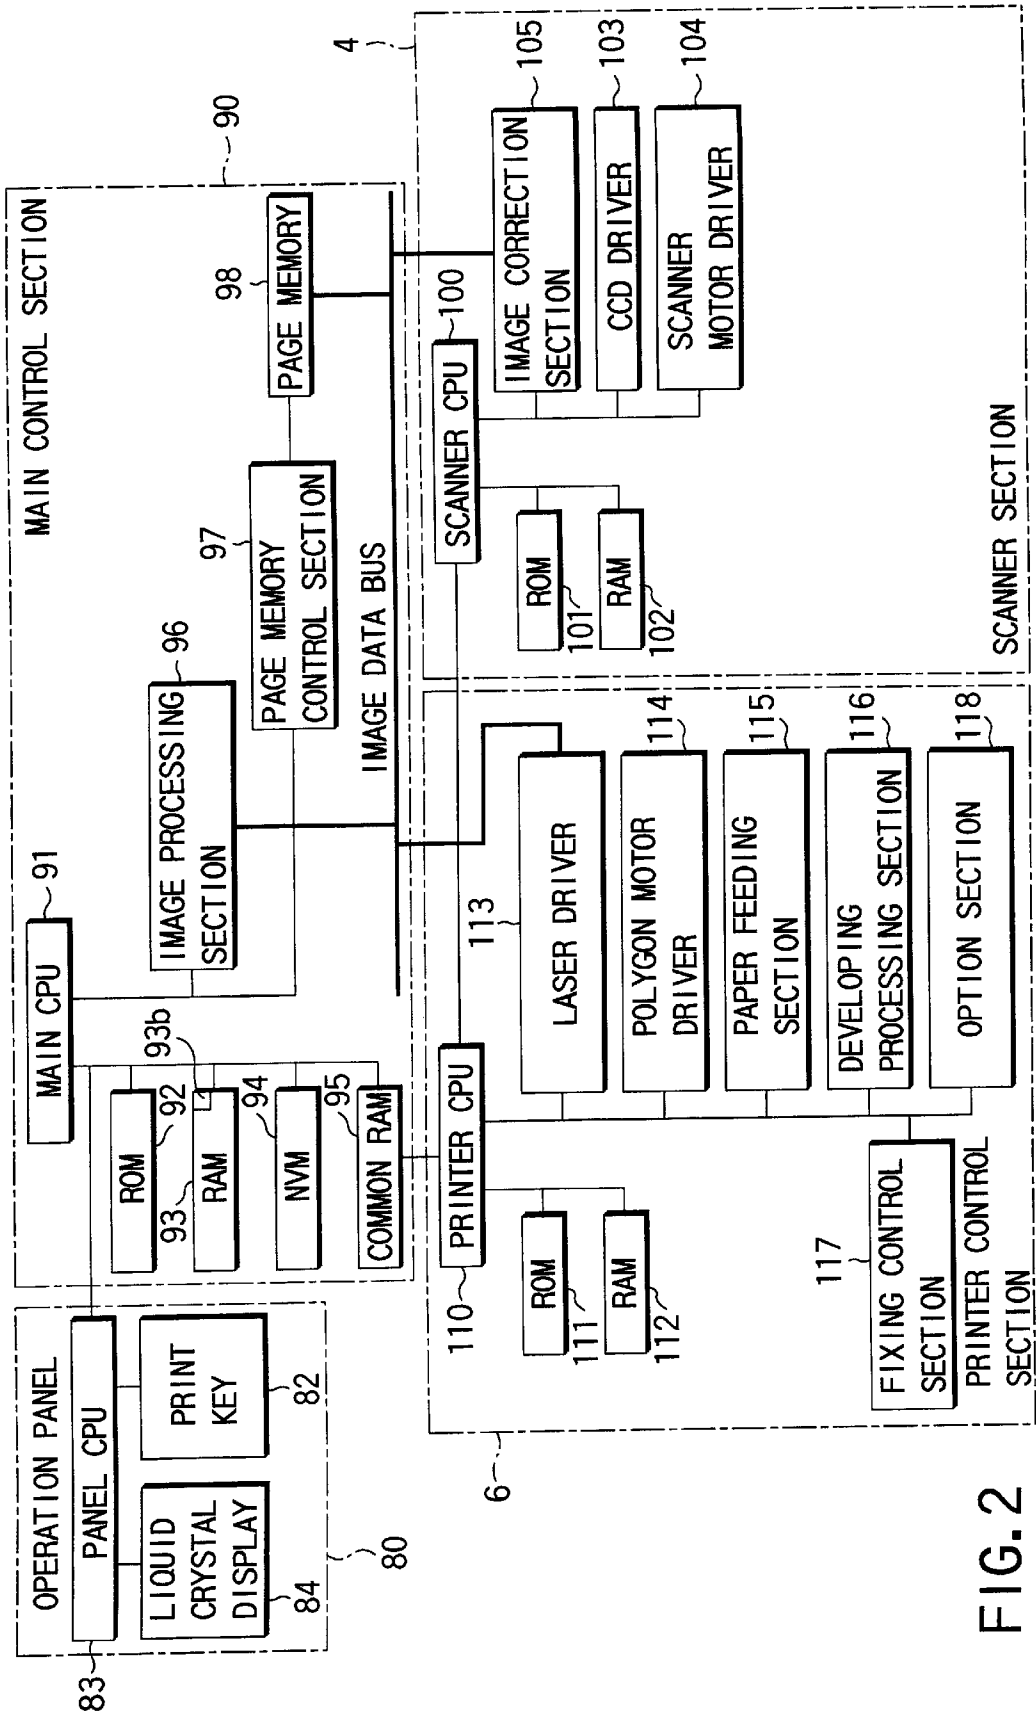 OPERATION PANEL
PANEL CPU
83
LIQUID
CRYSTAL
DISPLAY
84
PRINT
KEY
82
80
MAIN CONTROL SECTION
90
MAIN CPU
91
ROM
92
93b
RAM
93
NVM
94
COMMON RAM
95
IMAGE PROCESSING
SECTION
96
PAGE MEMORY
CONTROL SECTION
97
PAGE MEMORY
98
IMAGE DATA BUS
PRINTER CPU
110
ROM
111
RAM
112
LASER DRIVER
113
POLYGON MOTOR
DRIVER
114
PAPER FEEDING
SECTION
115
DEVELOPING
PROCESSING SECTION
116
OPTION SECTION
118
FIXING CONTROL
SECTION
117
PRINTER CONTROL
SECTION
6
SCANNER CPU
100
ROM
101
RAM
102
IMAGE CORRECTION
SECTION
105
CCD DRIVER
103
SCANNER
MOTOR DRIVER
104
SCANNER SECTION
4
FIG.2